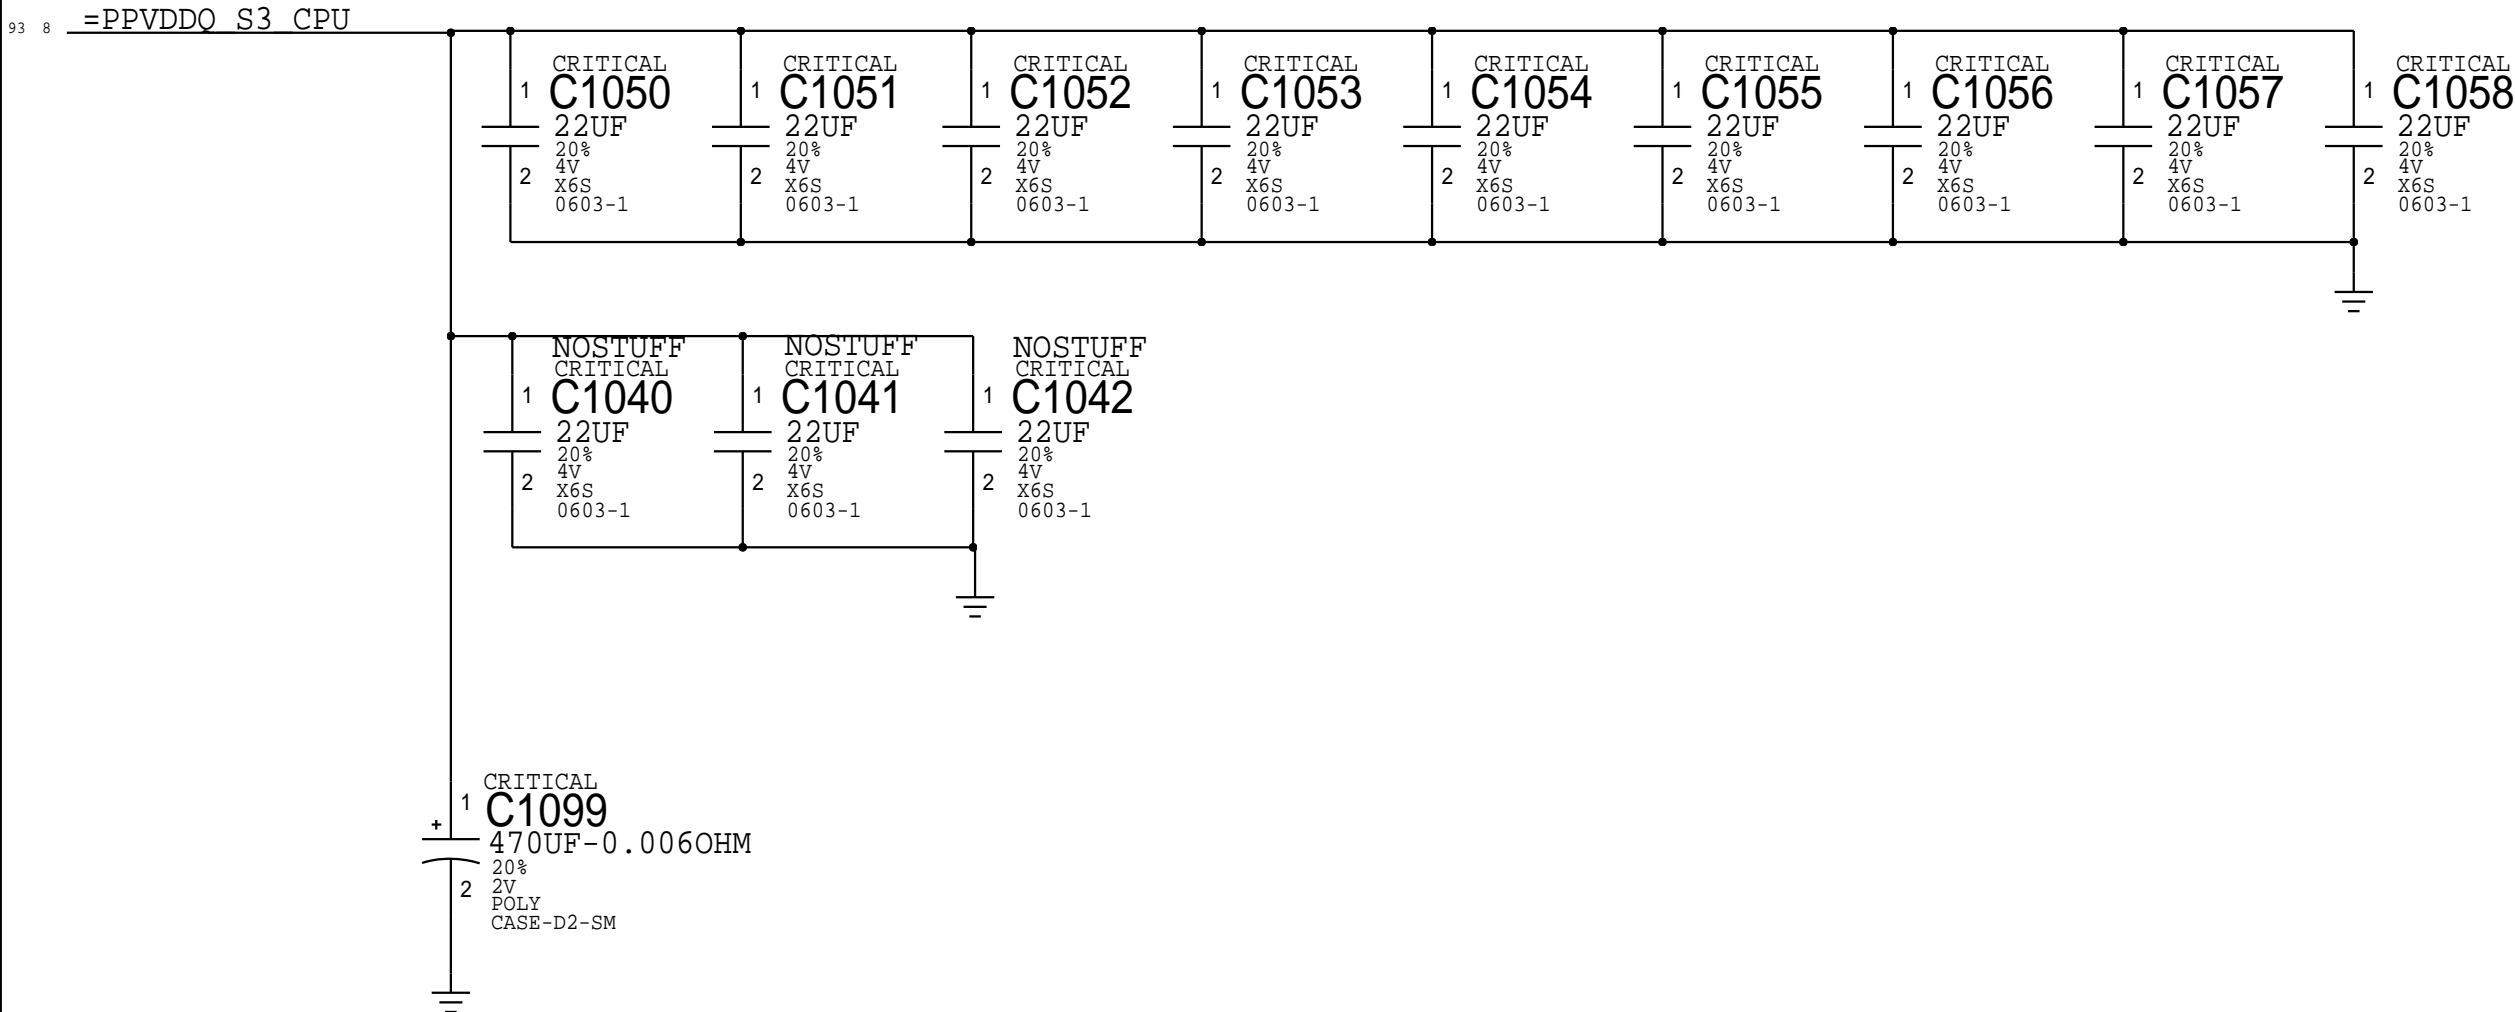 93 8 =PPVDDQ_S3_CPU
CRITICAL CRITICAL CRITICAL CRITICAL CRITICAL CRITICAL CRITICAL CRITICAL CRITICAL
1 C1050 1 C1051 1 C1052 1 C1053 1 C1054 1 C1055 1 C1056 1 C1057 1 C1058
22UF 22UF 22UF 22UF 22UF 22UF 22UF 22UF 22UF
20% 20% 20% 20% 20% 20% 20% 20% 20%
4V 4V 4V 4V 4V 4V 4V 4V 4V
2 X6S 2 X6S 2 X6S 2 X6S 2 X6S 2 X6S 2 X6S 2 X6S 2 X6S
0603-1 0603-1 0603-1 0603-1 0603-1 0603-1 0603-1 0603-1 0603-1
NOSTUFF NOSTUFF NOSTUFF
CRITICAL CRITICAL CRITICAL
1 C1040 1 C1041 1 C1042
22UF 22UF 22UF
20% 20% 20%
4V 4V 4V
2 X6S 2 X6S 2 X6S
0603-1 0603-1 0603-1
CRITICAL
1 C1099
+ 470UF-0.006OHM
20%
2 2V
POLY
CASE-D2-SM